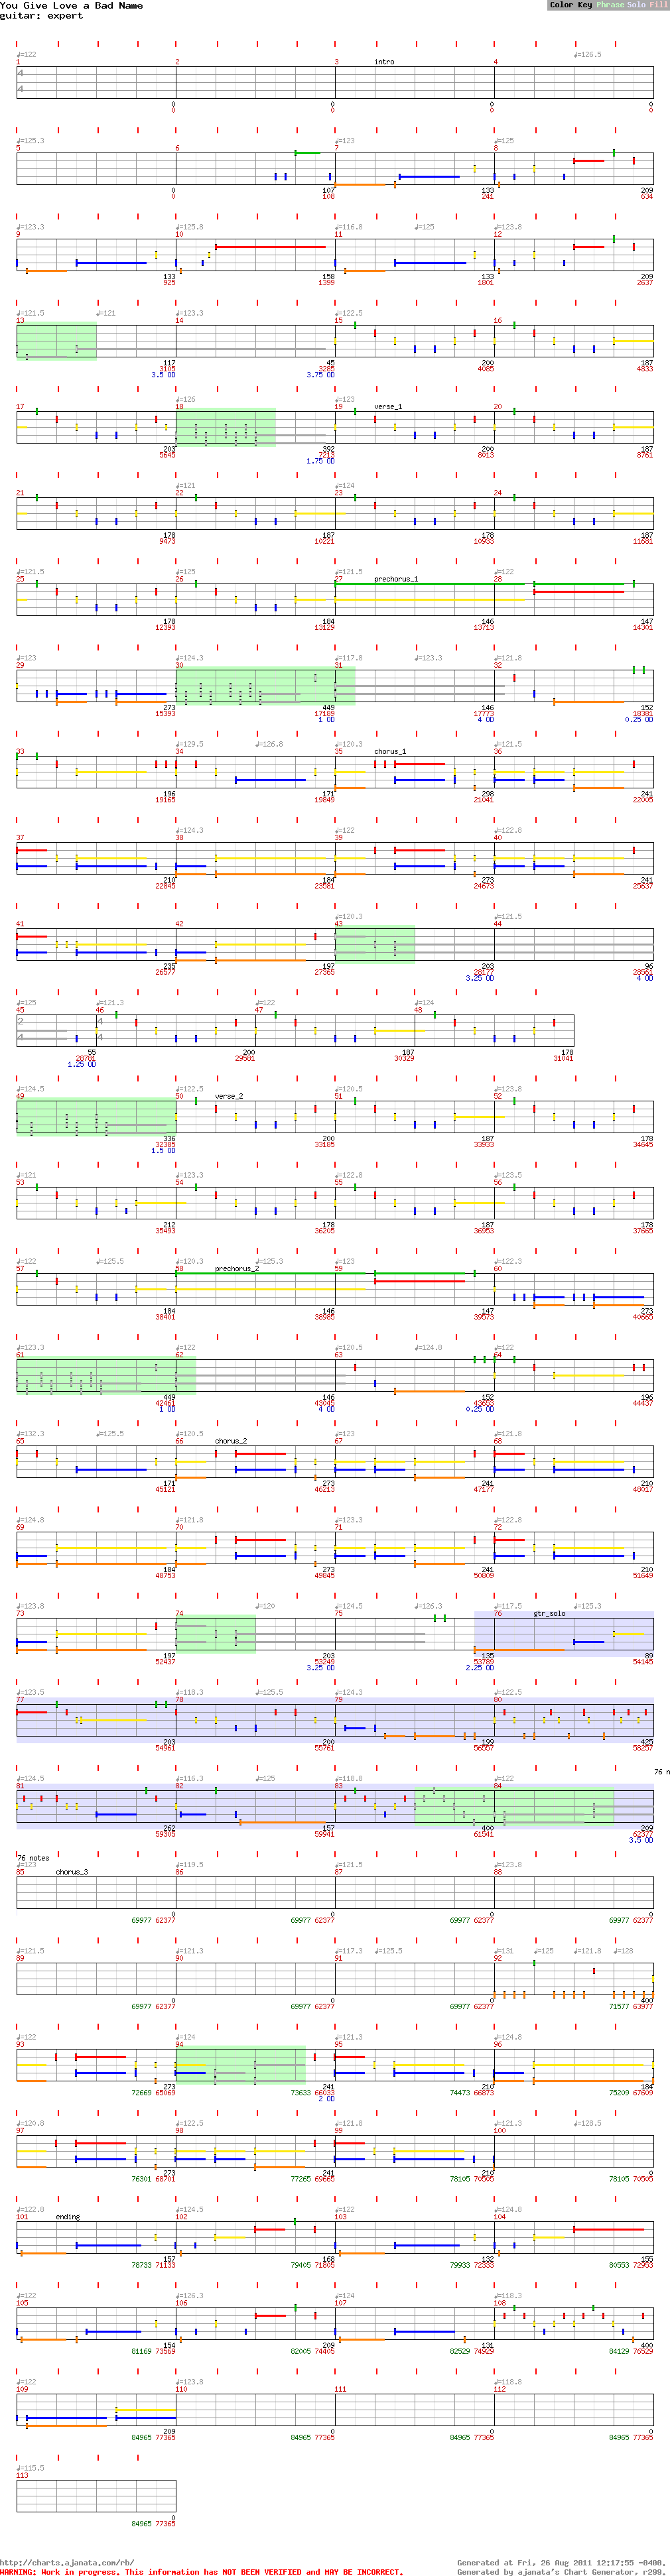 You Give Love a Bad Name
guitar: expert
Color Key Phrase Solo Fill
♩=122 ♩=126.5
1 2 3 intro 4
4
4
0 0 0 0
0 0 0 0
♩=125.3 ♩=123 ♩=125
5 6 7 8
0 107 133 209
0 108 241 634
♩=123.3 ♩=125.8 ♩=116.8 ♩=125 ♩=123.8
9 10 11 12
133 158 133 209
925 1399 1801 2637
♩=121.5 ♩=121 ♩=123.3 ♩=122.5
13 14 15 16
117 45 200 187
3105 3285 4085 4833
3.5 OD 3.75 OD
♩=126 ♩=123
17 18 19 verse_1 20
203 392 200 187
5645 7213 8013 8761
1.75 OD
♩=121 ♩=124
21 22 23 24
178 187 178 187
9473 10221 10933 11681
♩=121.5 ♩=125 ♩=121.5 ♩=122
25 26 27 prechorus_1 28
178 184 146 147
12393 13129 13713 14301
♩=123 ♩=124.3 ♩=117.8 ♩=123.3 ♩=121.8
29 30 31 32
273 449 146 152
15393 17189 17773 18381
1 OD 4 OD 0.25 OD
♩=129.5 ♩=126.8 ♩=120.3 ♩=121.5
33 34 35 chorus_1 36
196 171 298 241
19165 19849 21041 22005
♩=124.3 ♩=122 ♩=122.8
37 38 39 40
210 184 273 241
22845 23581 24673 25637
♩=120.3 ♩=121.5
41 42 43 44
235 197 203 96
26577 27365 28177 28561
3.25 OD 4 OD
♩=125 ♩=121.3 ♩=122 ♩=124
45 46 47 48
2 4
4 4
55 200 187 178
28781 29581 30329 31041
1.25 OD
♩=124.5 ♩=122.5 ♩=120.5 ♩=123.8
49 50 verse_2 51 52
336 200 187 178
32385 33185 33933 34645
1.5 OD
♩=121 ♩=123.3 ♩=122.8 ♩=123.5
53 54 55 56
212 178 187 178
35493 36205 36953 37665
♩=122 ♩=125.5 ♩=120.3 ♩=125.3 ♩=123 ♩=122.3
57 58 prechorus_2 59 60
184 146 147 273
38401 38985 39573 40665
♩=123.3 ♩=122 ♩=120.5 ♩=124.8 ♩=122
61 62 63 64
449 146 152 196
42461 43045 43653 44437
1 OD 4 OD 0.25 OD
♩=132.3 ♩=125.5 ♩=120.5 ♩=123 ♩=121.8
65 66 chorus_2 67 68
171 273 241 210
45121 46213 47177 48017
♩=124.8 ♩=121.8 ♩=123.3 ♩=122.8
69 70 71 72
184 273 241 210
48753 49845 50809 51649
♩=123.8 ♩=120 ♩=124.5 ♩=126.3 ♩=117.5 ♩=125.3
73 74 75 76 gtr_solo
197 203 135 89
52437 53249 53789 54145
3.25 OD 2.25 OD
♩=123.5 ♩=118.3 ♩=125.5 ♩=124.3 ♩=122.5
77 78 79 80
203 200 199 425
54961 55761 56557 58257
76 n
♩=124.5 ♩=116.3 ♩=125 ♩=118.8 ♩=122
81 82 83 84
262 157 400 209
59305 59941 61541 62377
3.5 OD
76 notes
♩=123 ♩=119.5 ♩=121.5 ♩=123.8
85 chorus_3 86 87 88
0 0 0 0
69977 62377 69977 62377 69977 62377 69977 62377
♩=121.5 ♩=121.3 ♩=117.3 ♩=125.5 ♩=131 ♩=125 ♩=121.8 ♩=128
89 90 91 92
0 0 0 400
69977 62377 69977 62377 69977 62377 71577 63977
♩=122 ♩=124 ♩=121.3 ♩=124.8
93 94 95 96
273 241 210 184
72669 65069 73633 66033 74473 66873 75209 67609
2 OD
♩=120.8 ♩=122.5 ♩=121.8 ♩=121.3 ♩=128.5
97 98 99 100
273 241 210 0
76301 68701 77265 69665 78105 70505 78105 70505
♩=122.8 ♩=124.5 ♩=122 ♩=124.8
101 ending 102 103 104
157 168 132 155
78733 71133 79405 71805 79933 72333 80553 72953
♩=122 ♩=126.3 ♩=124 ♩=118.3
105 106 107 108
154 209 131 400
81169 73569 82005 74405 82529 74929 84129 76529
♩=122 ♩=123.8 ♩=118.8
109 110 111 112
209 0 0 0
84965 77365 84965 77365 84965 77365 84965 77365
♩=115.5
113
0
84965 77365
http://charts.ajanata.com/rb/ Generated at Fri, 26 Aug 2011 12:17:55 -0400.
WARNING: Work in progress. This information has NOT BEEN VERIFIED and MAY BE INCORRECT. Generated by ajanata's Chart Generator, r299.